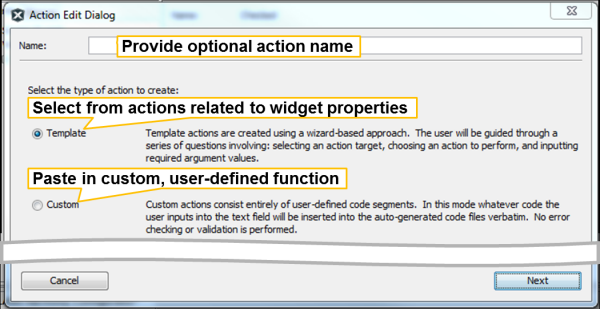 Action Edit Dialog
Name:
Provide optional action name
Select the type of action to create:
Select from actions related to widget properties
Template
Template actions are created using a wizard-based approach. The user will be guided through a
series of questions involving: selecting an action target, choosing an action to perform, and inputting
required argument values.
Paste in custom, user-defined function
Custom
Custom actions consist entirely of user-defined code segments. In this mode whatever code the
user inputs into the text field will be inserted into the auto-generated code files verbatim. No error
checking or validation is performed.
Cancel
Next